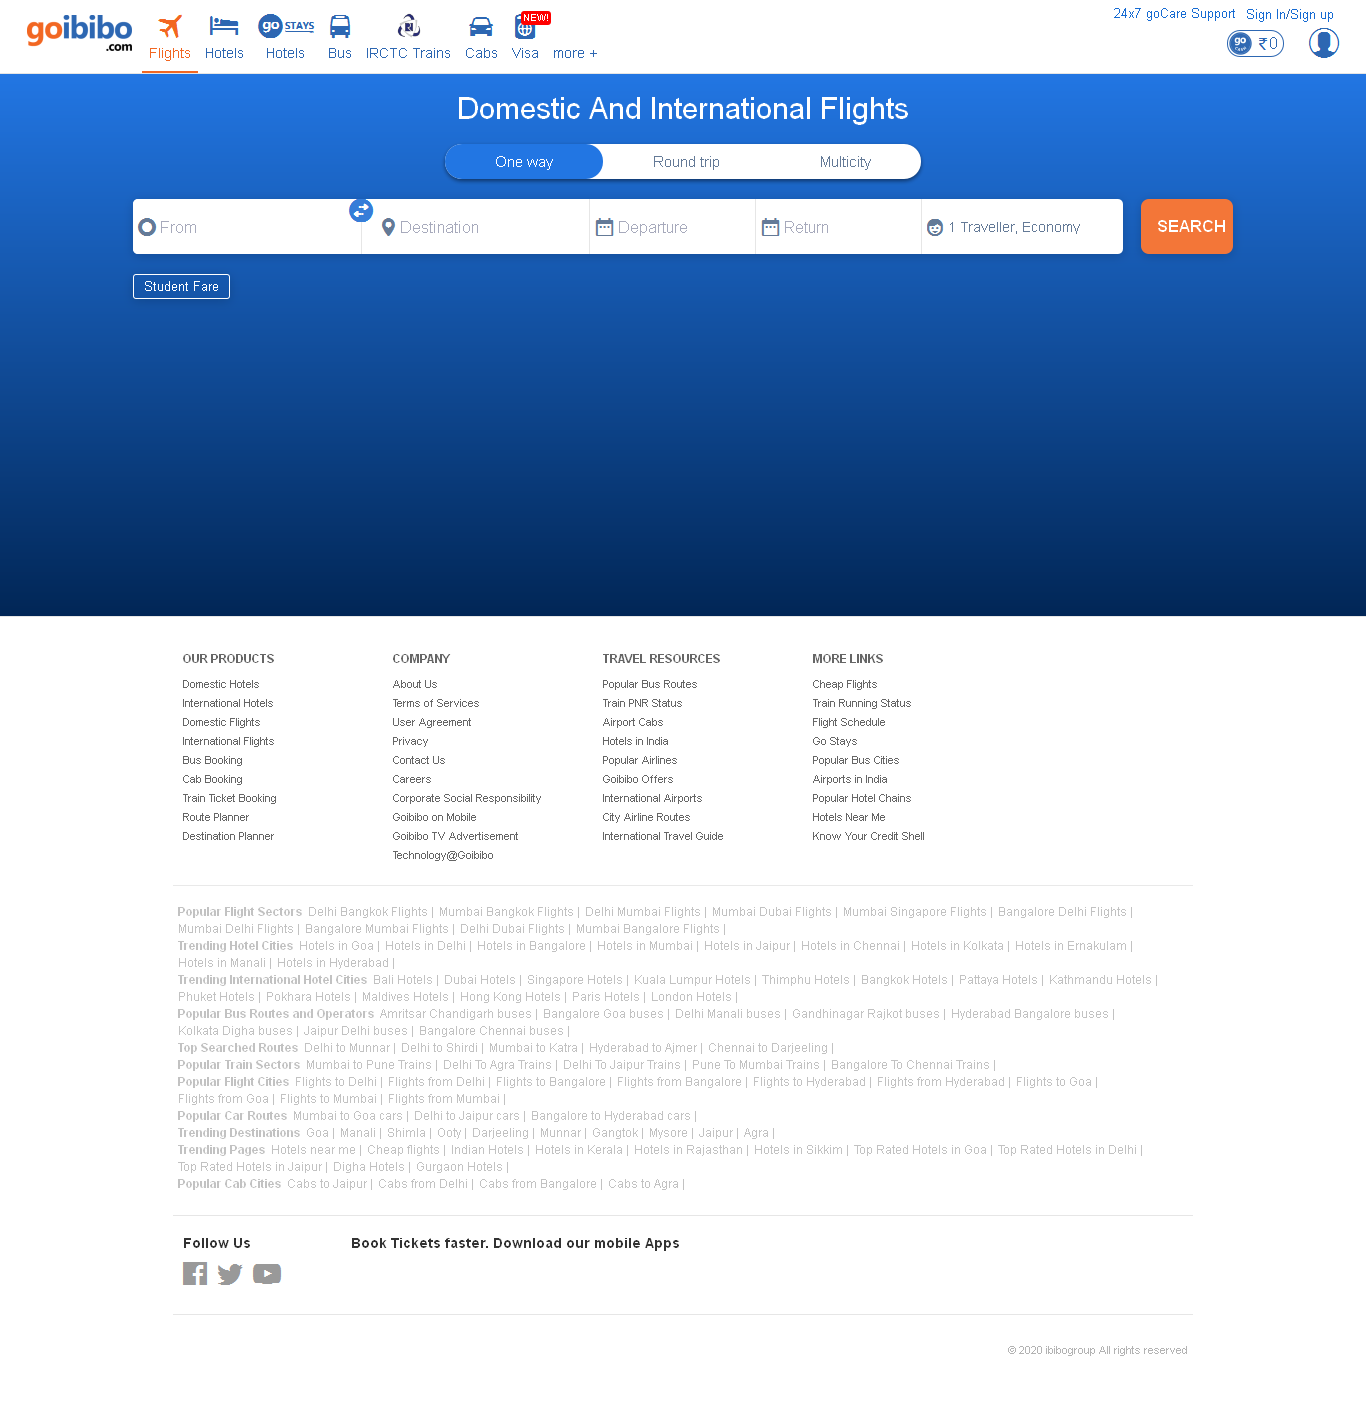 goibibo
.com
Flights
Hotels
go STAYS
Hotels
Bus
IRCTC Trains
Cabs
NEW!
Visa
more +
24x7 goCare Support
Sign In/Sign up
go
₹0
Domestic And International Flights
One way
Round trip
Multicity
From
Destination
Departure
Return
1 Traveller, Economy
SEARCH
Student Fare
OUR PRODUCTS
Domestic Hotels
International Hotels
Domestic Flights
International Flights
Bus Booking
Cab Booking
Train Ticket Booking
Route Planner
Destination Planner
COMPANY
About Us
Terms of Services
User Agreement
Privacy
Contact Us
Careers
Corporate Social Responsibility
Goibibo on Mobile
Goibibo TV Advertisement
Technology@Goibibo
TRAVEL RESOURCES
Popular Bus Routes
Train PNR Status
Airport Cabs
Hotels in India
Popular Airlines
Goibibo Offers
International Airports
City Airline Routes
International Travel Guide
MORE LINKS
Cheap Flights
Train Running Status
Flight Schedule
Go Stays
Popular Bus Cities
Airports in India
Popular Hotel Chains
Hotels Near Me
Know Your Credit Shell
Popular Flight Sectors Delhi Bangkok Flights | Mumbai Bangkok Flights | Delhi Mumbai Flights | Mumbai Dubai Flights | Mumbai Singapore Flights | Bangalore Delhi Flights |
Mumbai Delhi Flights | Bangalore Mumbai Flights | Delhi Dubai Flights | Mumbai Bangalore Flights |
Trending Hotel Cities Hotels in Goa | Hotels in Delhi | Hotels in Bangalore | Hotels in Mumbai | Hotels in Jaipur | Hotels in Chennai | Hotels in Kolkata | Hotels in Ernakulam |
Hotels in Manali | Hotels in Hyderabad |
Trending International Hotel Cities Bali Hotels | Dubai Hotels | Singapore Hotels | Kuala Lumpur Hotels | Thimphu Hotels | Bangkok Hotels | Pattaya Hotels | Kathmandu Hotels |
Phuket Hotels | Pokhara Hotels | Maldives Hotels | Hong Kong Hotels | Paris Hotels | London Hotels |
Popular Bus Routes and Operators Amritsar Chandigarh buses | Bangalore Goa buses | Delhi Manali buses | Gandhinagar Rajkot buses | Hyderabad Bangalore buses |
Kolkata Digha buses | Jaipur Delhi buses | Bangalore Chennai buses |
Top Searched Routes Delhi to Munnar | Delhi to Shirdi | Mumbai to Katra | Hyderabad to Ajmer | Chennai to Darjeeling |
Popular Train Sectors Mumbai to Pune Trains | Delhi To Agra Trains | Delhi To Jaipur Trains | Pune To Mumbai Trains | Bangalore To Chennai Trains |
Popular Flight Cities Flights to Delhi | Flights from Delhi | Flights to Bangalore | Flights from Bangalore | Flights to Hyderabad | Flights from Hyderabad | Flights to Goa |
Flights from Goa | Flights to Mumbai | Flights from Mumbai |
Popular Car Routes Mumbai to Goa cars | Delhi to Jaipur cars | Bangalore to Hyderabad cars |
Trending Destinations Goa | Manali | Shimla | Ooty | Darjeeling | Munnar | Gangtok | Mysore | Jaipur | Agra |
Trending Pages Hotels near me | Cheap flights | Indian Hotels | Hotels in Kerala | Hotels in Rajasthan | Hotels in Sikkim | Top Rated Hotels in Goa | Top Rated Hotels in Delhi |
Top Rated Hotels in Jaipur | Digha Hotels | Gurgaon Hotels |
Popular Cab Cities Cabs to Jaipur | Cabs from Delhi | Cabs from Bangalore | Cabs to Agra |
Follow Us
Book Tickets faster. Download our mobile Apps
© 2020 ibibogroup All rights reserved